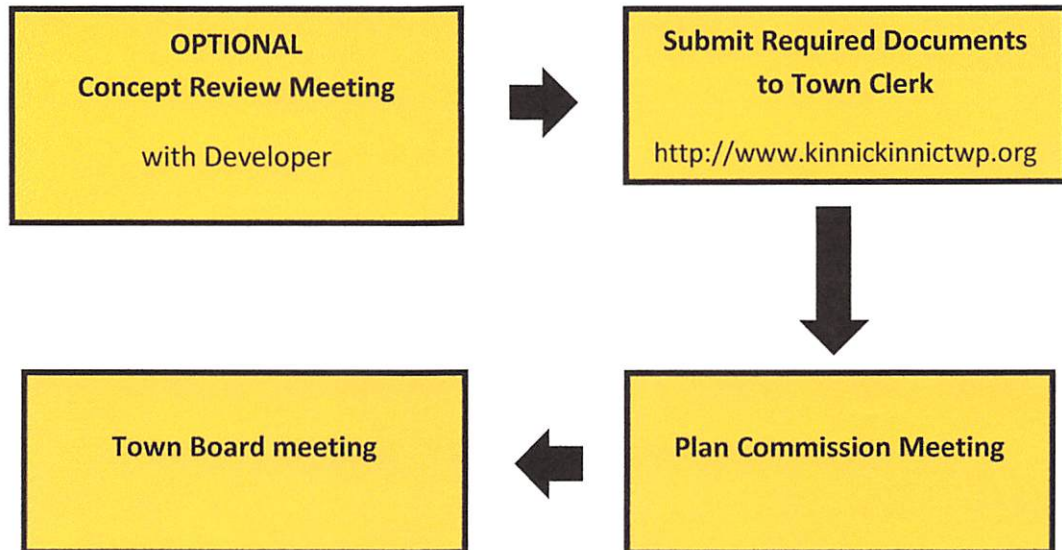 OPTIONAL
Concept Review Meeting
with Developer
Submit Required Documents
to Town Clerk
http://www.kinnickinnictwp.org
Plan Commission Meeting
Town Board meeting